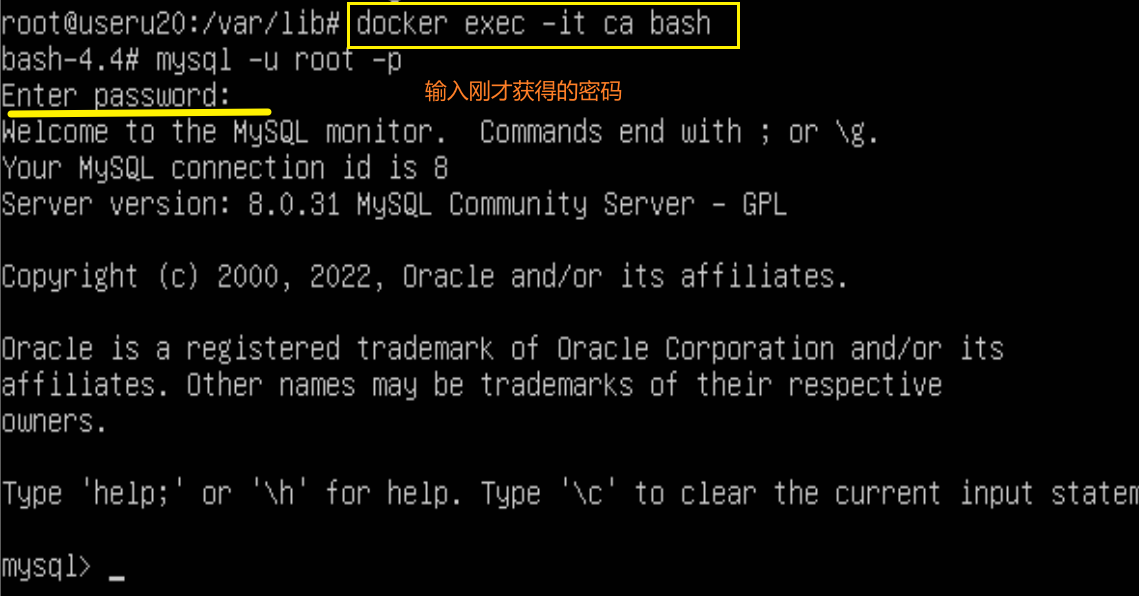 root@useru20:/var/lib# docker exec -it ca bash
bash-4.4# mysql -u root -p
Enter password:
输入刚才获得的密码
Welcome to the MySQL monitor.  Commands end with ; or \g.
Your MySQL connection id is 8
Server version: 8.0.31 MySQL Community Server - GPL
Copyright (c) 2000, 2022, Oracle and/or its affiliates.
Oracle is a registered trademark of Oracle Corporation and/or its
affiliates. Other names may be trademarks of their respective
owners.
Type 'help;' or '\h' for help. Type '\c' to clear the current input statem
mysql> _